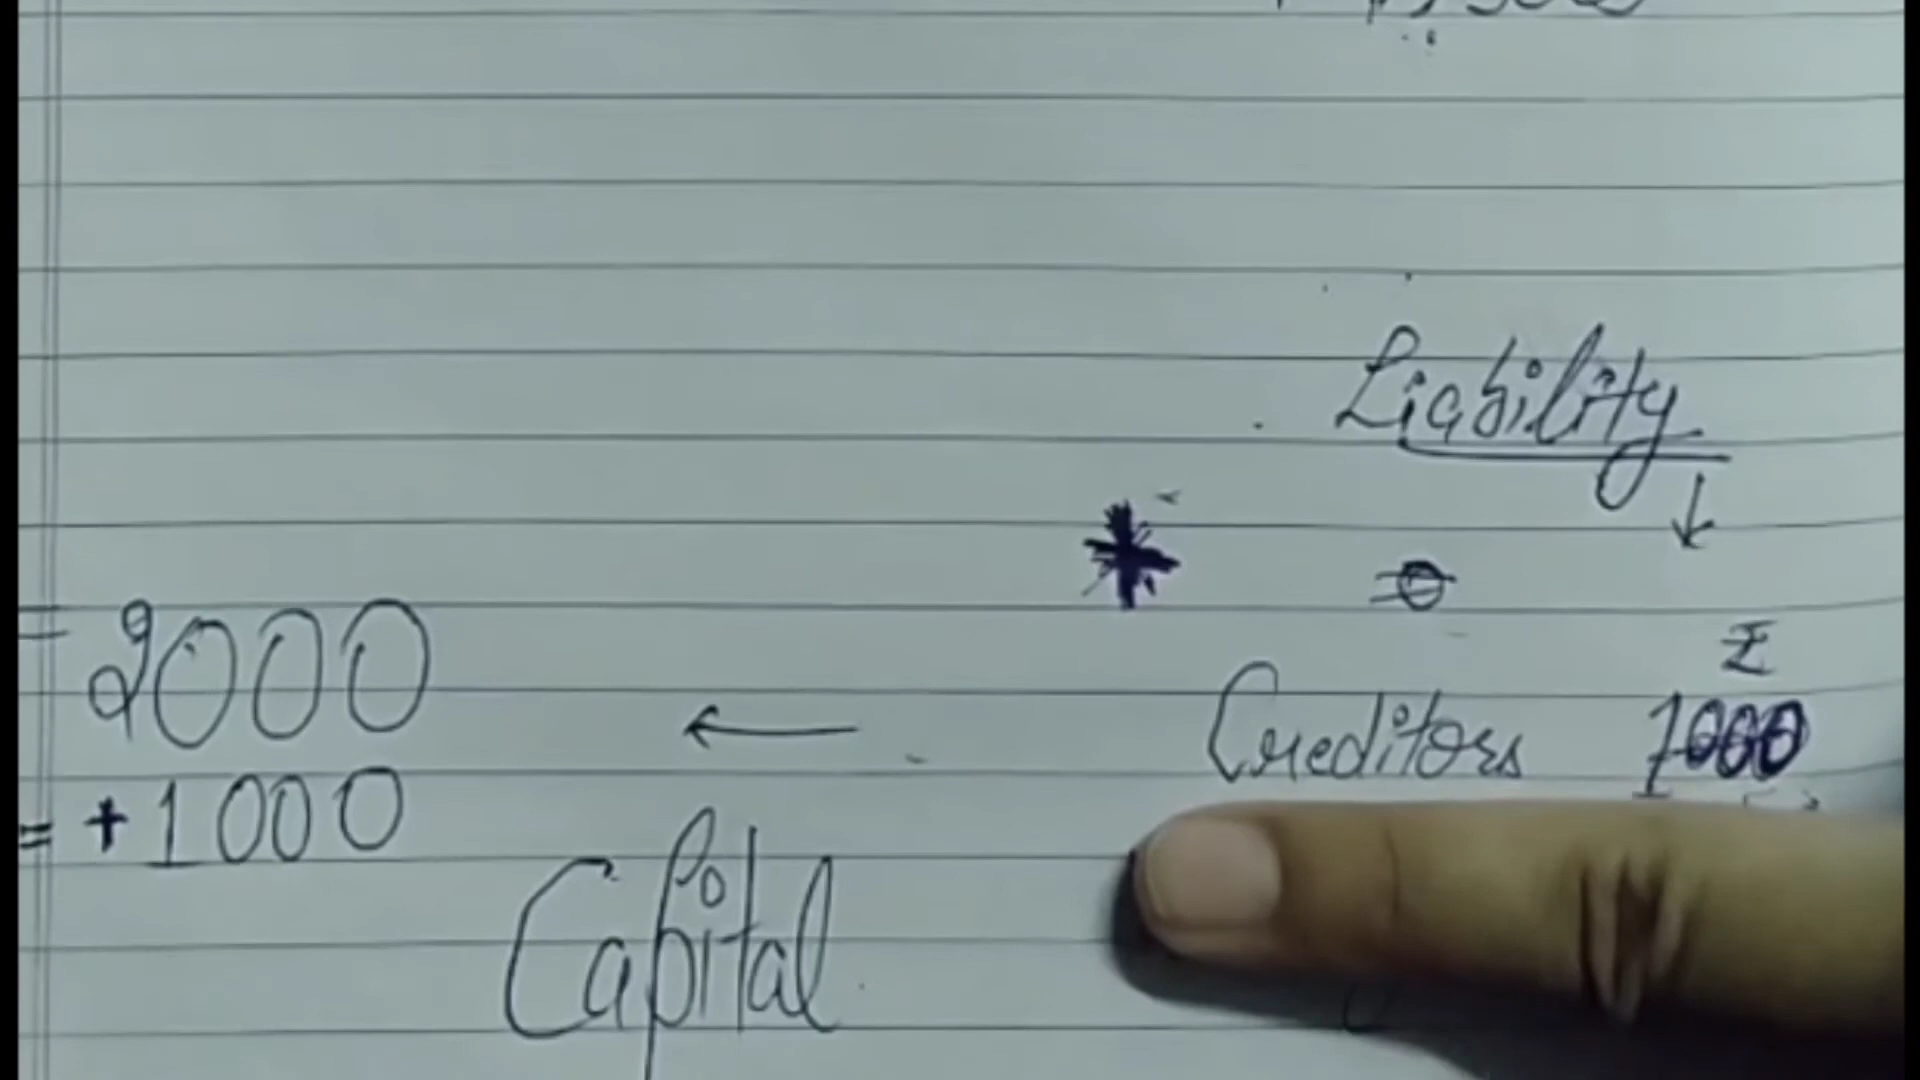 Liability
₹
= 2000
Creditors 1000
= + 1000
Capital